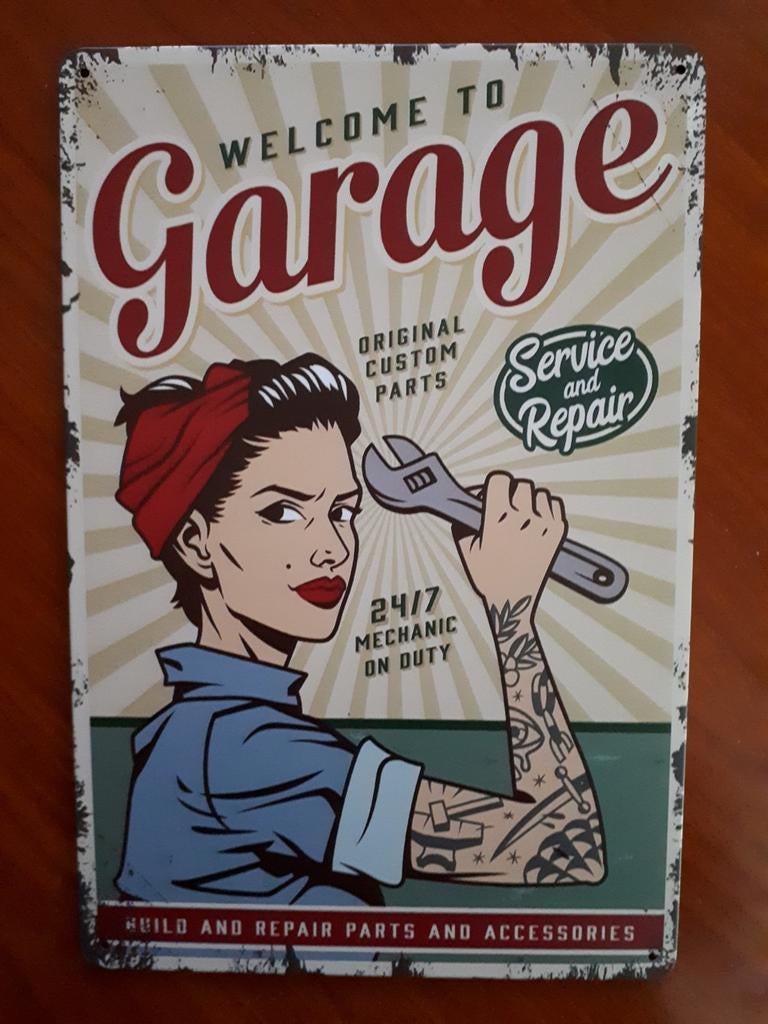 WELCOME TO
Garage
ORIGINAL
CUSTOM
PARTS
Service
and
Repair
24/7
MECHANIC
ON DUTY
BUILD AND REPAIR PARTS AND ACCESSORIES